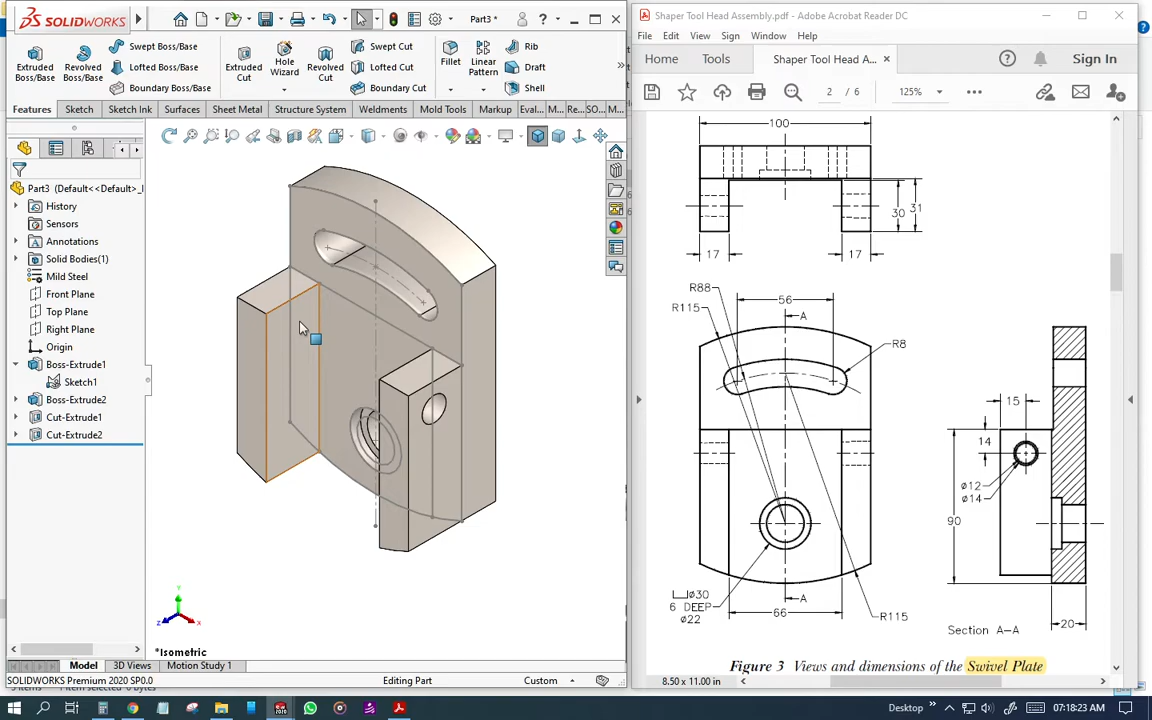 SOLIDWORKS
Part3 *
Extruded Boss/Base
Revolved Boss/Base
Swept Boss/Base
Lofted Boss/Base
Boundary Boss/Base
Extruded Cut
Hole Wizard
Revolved Cut
Swept Cut
Lofted Cut
Boundary Cut
Fillet
Linear Pattern
Rib
Draft
Shell
Features
Sketch
Sketch Ink
Surfaces
Sheet Metal
Structure System
Weldments
Mold Tools
Markup
Eval...
M...
Re...
SO...
M...
Part3 (Default<<Default>_I
History
Sensors
Annotations
Solid Bodies(1)
Mild Steel
Front Plane
Top Plane
Right Plane
Origin
Boss-Extrude1
Sketch1
Boss-Extrude2
Cut-Extrude1
Cut-Extrude2
Y
X
Z
*Isometric
Model
3D Views
Motion Study 1
SOLIDWORKS Premium 2020 SP0.0
Editing Part
Custom
Shaper Tool Head Assembly.pdf - Adobe Acrobat Reader DC
File Edit View Sign Window Help
Home
Tools
Shaper Tool Head A...
Sign In
2 / 6
125%
100
30
31
17
17
R88
R115
56
A
R8
15
14
ø12
ø14
90
ø30
6 DEEP
ø22
A
66
R115
20
Section A-A
Figure 3 Views and dimensions of the Swivel Plate
8.50 x 11.00 in
Desktop
07:18:23 AM